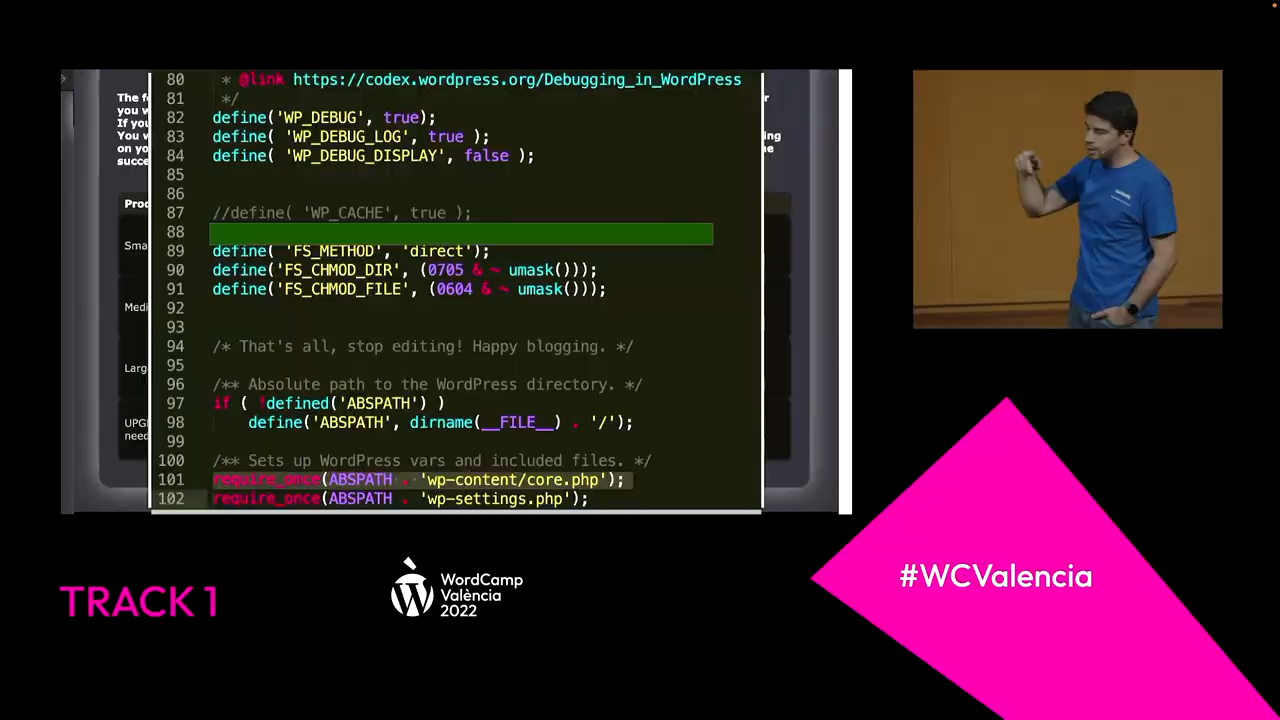 80 * @link https://codex.wordpress.org/Debugging_in_WordPress
81 */
82 define('WP_DEBUG', true);
83 define( 'WP_DEBUG_LOG', true );
84 define( 'WP_DEBUG_DISPLAY', false );
85
86
87 //define( 'WP_CACHE', true );
88
89 define( 'FS_METHOD', 'direct');
90 define('FS_CHMOD_DIR', (0705 & ~ umask()));
91 define('FS_CHMOD_FILE', (0604 & ~ umask()));
92
93
94 /* That's all, stop editing! Happy blogging. */
95
96 /** Absolute path to the WordPress directory. */
97 if ( !defined('ABSPATH') )
98 define('ABSPATH', dirname(__FILE__) . '/');
99
100 /** Sets up WordPress vars and included files. */
101 require_once(ABSPATH . 'wp-content/core.php');
102 require_once(ABSPATH . 'wp-settings.php');
The
If you
on
TRACK 1
WordCamp
València
2022
#WCValencia